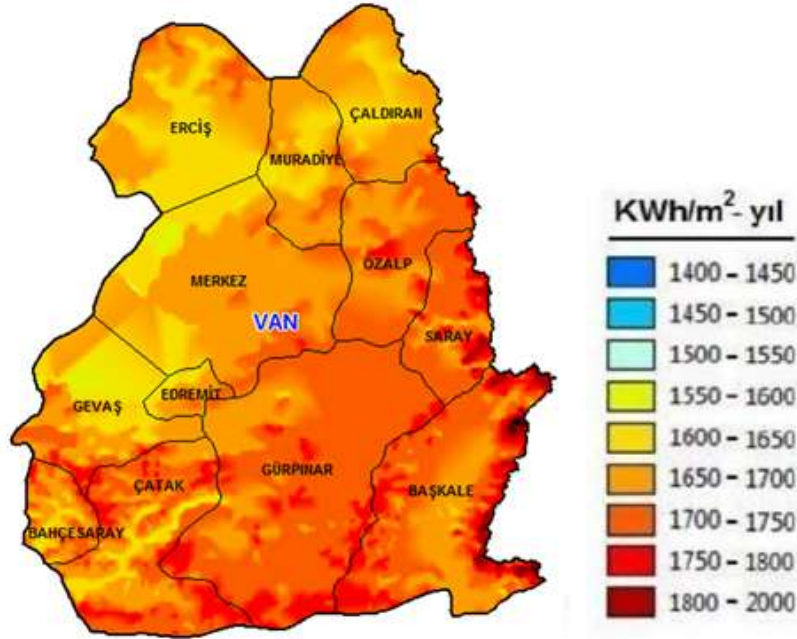 ERCİŞ
ÇALDIRAN
MURADİYE
ÖZALP
MERKEZ
VAN
SARAY
GEVAŞ
EDREMİT
GÜRPINAR
ÇATAK
BAŞKALE
BAHÇESARAY
KWh/m²- yıl
1400 – 1450
1450 – 1500
1500 – 1550
1550 – 1600
1600 – 1650
1650 – 1700
1700 – 1750
1750 – 1800
1800 – 2000